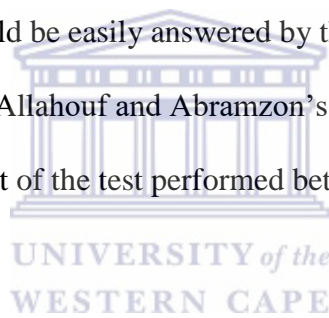 ld be easily answered by t
Allahouf and Abramzon's
t of the test performed bet
UNIVERSITY of the
WESTERN CAPE